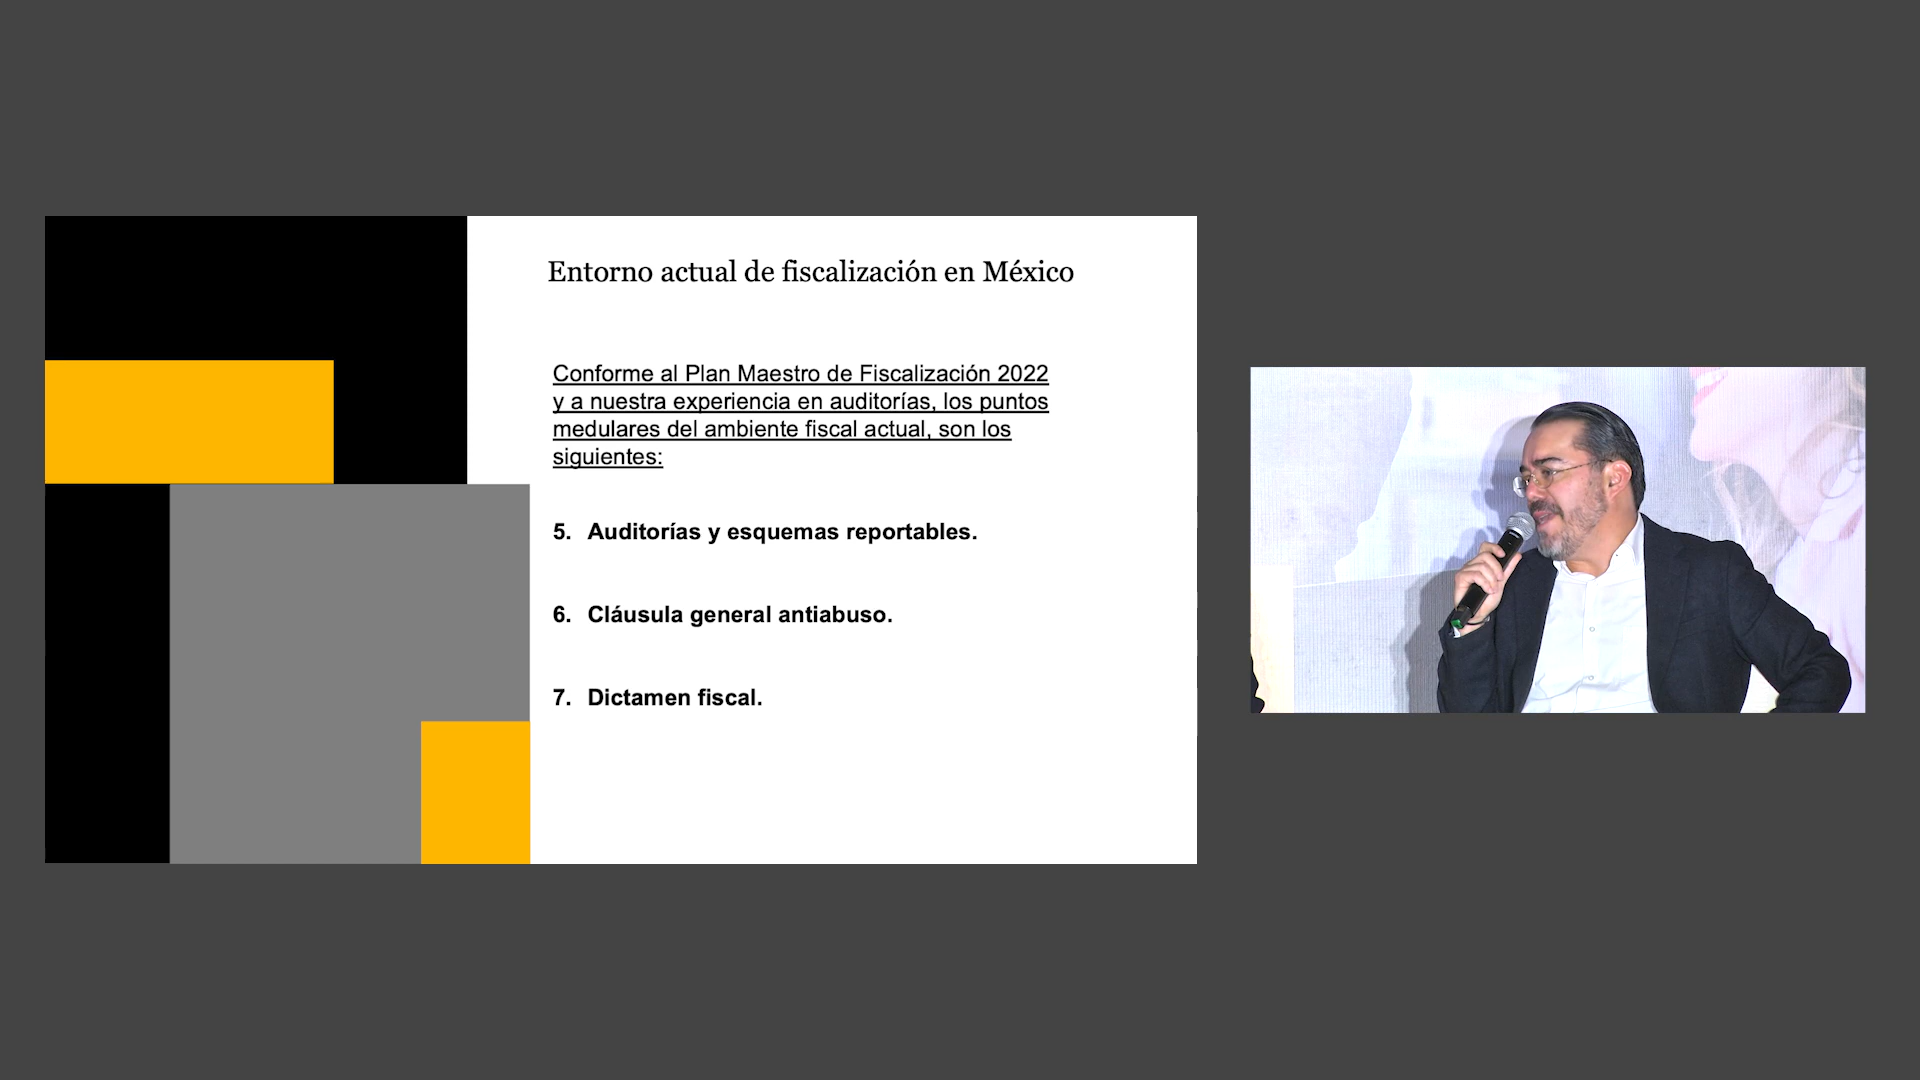 Entorno actual de fiscalización en México
Conforme al Plan Maestro de Fiscalización 2022
y a nuestra experiencia en auditorías, los puntos
medulares del ambiente fiscal actual, son los
siguientes:
5. Auditorías y esquemas reportables.
6. Cláusula general antiabuso.
7. Dictamen fiscal.